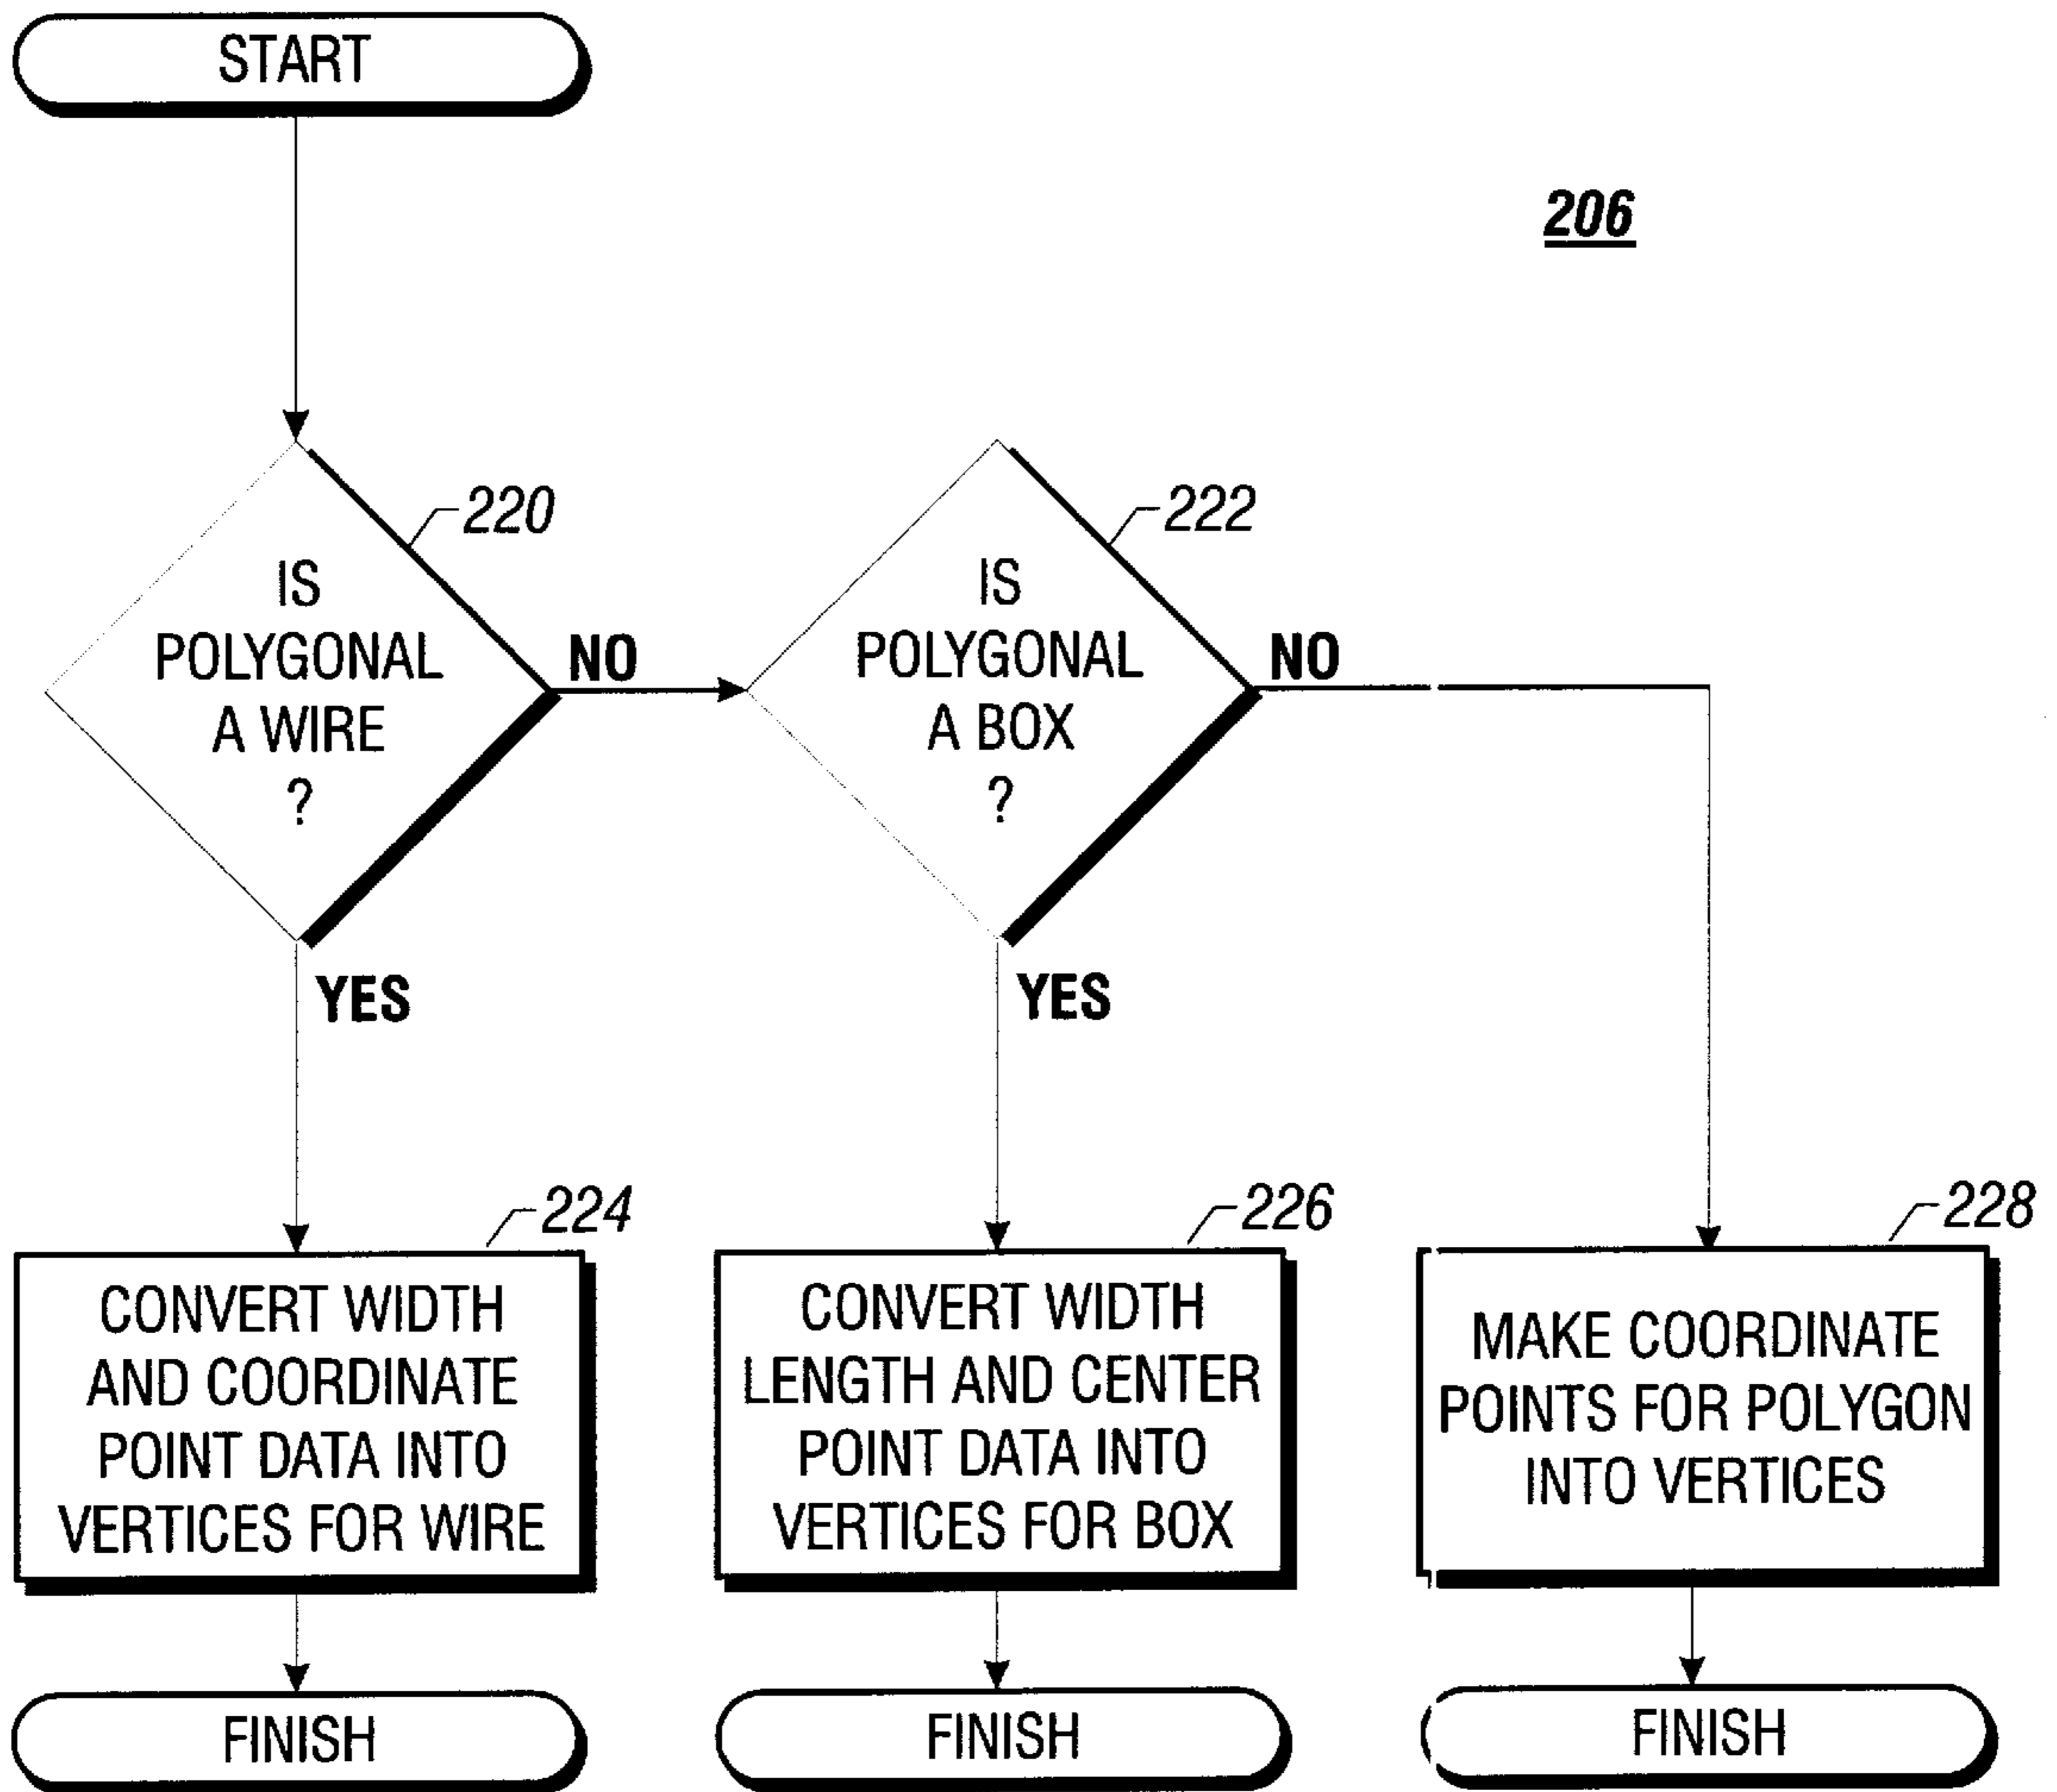 START
206
220
IS
POLYGONAL
A WIRE
?
NO
222
IS
POLYGONAL
A BOX
?
NO
YES
YES
224
CONVERT WIDTH
AND COORDINATE
POINT DATA INTO
VERTICES FOR WIRE
226
CONVERT WIDTH
LENGTH AND CENTER
POINT DATA INTO
VERTICES FOR BOX
228
MAKE COORDINATE
POINTS FOR POLYGON
INTO VERTICES
FINISH
FINISH
FINISH